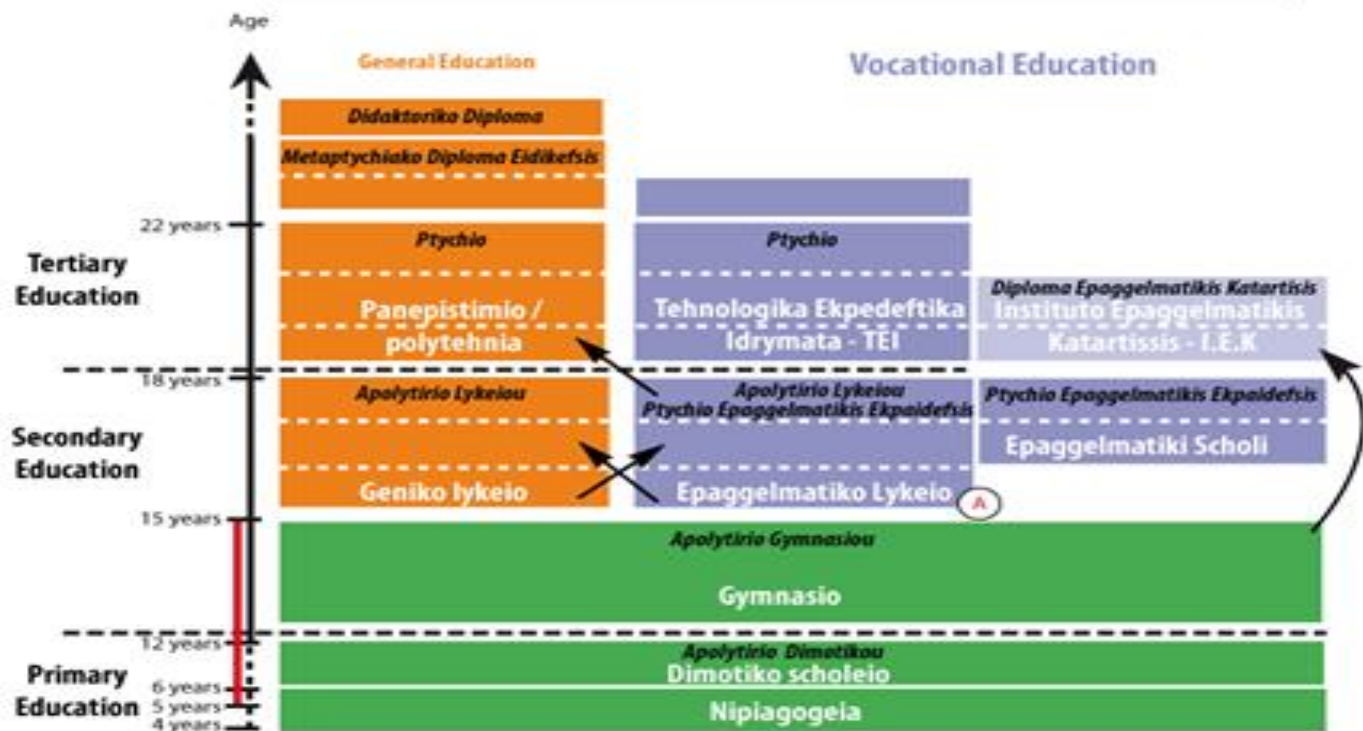 Age
General Education
Vocational Education
Didaktoriko Diploma
Metaptychiako Diploma Eidikefsis
22 years
Ptychio
Ptychio
Tertiary
Education
Panepistimio /
polytehnia
Tehnologika Ekpedeftika
Idrymata - TEI
Diploma Epaggelmatikis Katartisis
Instituto Epaggelmatikis
Katartissis - I.E.K
18 years
Apolytirio Lykeiou
Apolytirio Lykeiou
Ptychio Epaggelmatikis Ekpaidefsis
Ptychio Epaggelmatikis Ekpaidefsis
Secondary
Education
Epaggelmatiki Scholi
Geniko lykeio
Epaggelmatiko Lykeio
A
15 years
Apolytirio Gymnasiou
Gymnasio
12 years
Apolytirio Dimotikou
Dimotiko scholeio
Primary
Education
6 years
5 years
4 years
Nipiagogeia